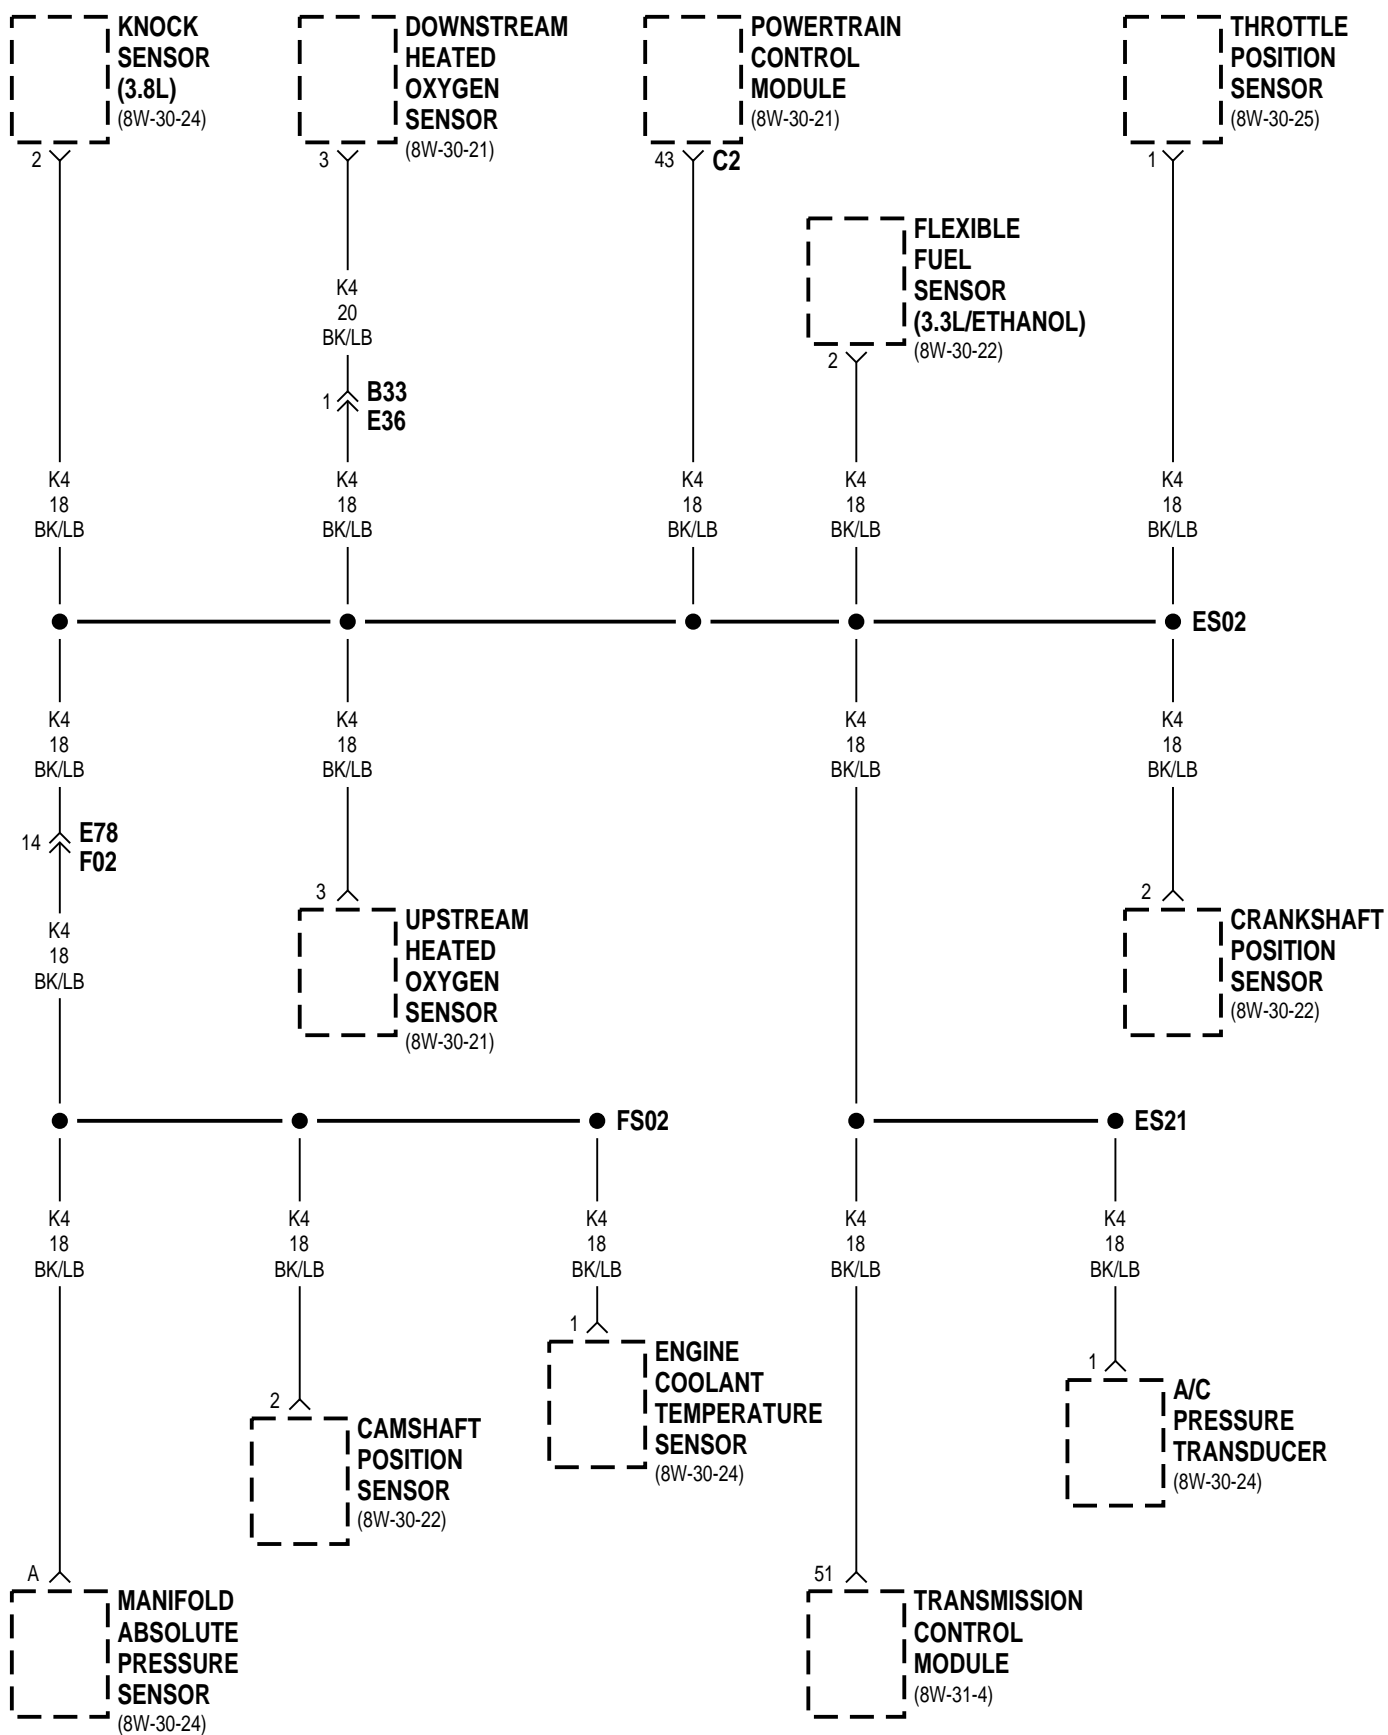 KNOCK
SENSOR
(3.8L)
(8W-30-24)
2
DOWNSTREAM
HEATED
OXYGEN
SENSOR
(8W-30-21)
3
POWERTRAIN
CONTROL
MODULE
(8W-30-21)
43 C2
THROTTLE
POSITION
SENSOR
(8W-30-25)
1
FLEXIBLE
FUEL
SENSOR
(3.3L/ETHANOL)
(8W-30-22)
2
K4
20
BK/LB
1
B33
E36
K4
18
BK/LB
K4
18
BK/LB
K4
18
BK/LB
K4
18
BK/LB
K4
18
BK/LB
ES02
K4
18
BK/LB
K4
18
BK/LB
K4
18
BK/LB
K4
18
BK/LB
14
E78
F02
K4
18
BK/LB
3
UPSTREAM
HEATED
OXYGEN
SENSOR
(8W-30-21)
2
CRANKSHAFT
POSITION
SENSOR
(8W-30-22)
FS02
ES21
K4
18
BK/LB
K4
18
BK/LB
K4
18
BK/LB
K4
18
BK/LB
K4
18
BK/LB
1
ENGINE
COOLANT
TEMPERATURE
SENSOR
(8W-30-24)
1
A/C
PRESSURE
TRANSDUCER
(8W-30-24)
2
CAMSHAFT
POSITION
SENSOR
(8W-30-22)
A
MANIFOLD
ABSOLUTE
PRESSURE
SENSOR
(8W-30-24)
51
TRANSMISSION
CONTROL
MODULE
(8W-31-4)